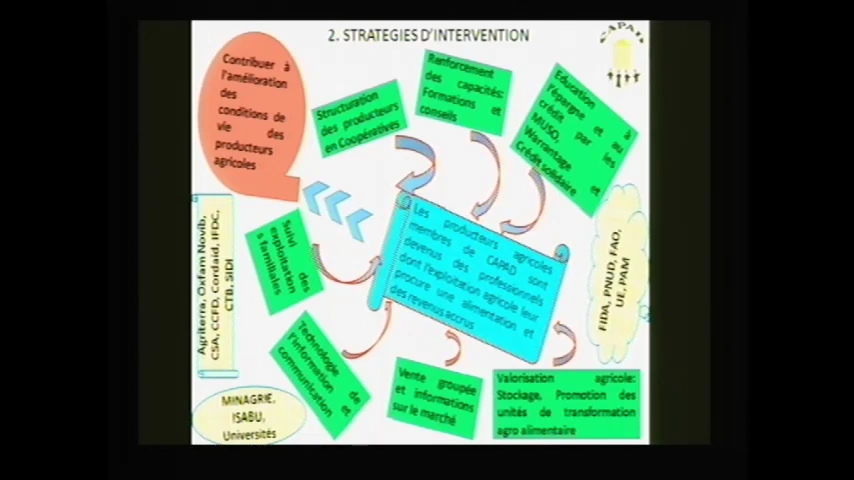 2. STRATEGIES D'INTERVENTION
CAPAD
Contribuer à
l'amélioration
des
conditions de
vie des
producteurs
agricoles
Structuration
des producteurs
en Coopératives
Renforcement
des capacités:
Formations et
conseils
Education à
l'épargne et au
crédit par les
MUSO,
Warrantage et
Crédit solidaire
Les producteurs agricoles
membres de CAPAD sont
devenus des professionnels
dont l'exploitation agricole leur
procure une alimentation et
des revenus accrus
Suivi des
exploitation
s familiales
Agriterra, Oxfam Novib,
CSA, CCFD, Cordaid, IFDC,
CTB, SIDI
FIDA, PNUD, FAO,
UE, PAM
Technologie de
l'information et
communication
Vente groupée
et informations
sur le marché
Valorisation agricole:
Stockage, Promotion des
unités de transformation
agro alimentaire
MINAGRIE,
ISABU,
Universités